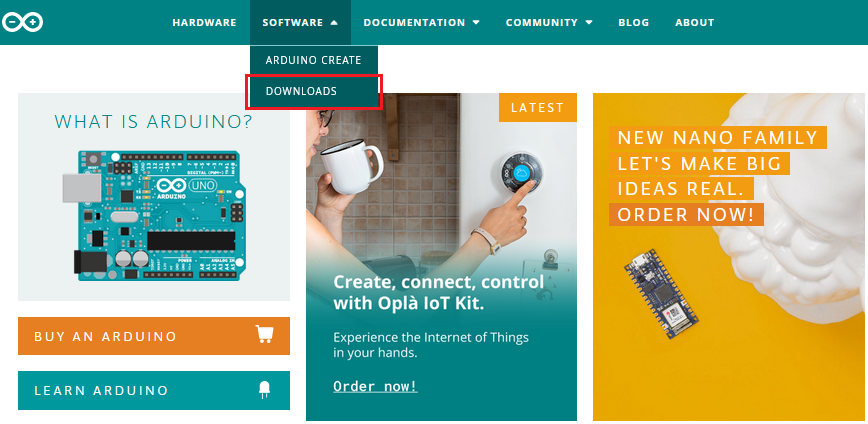 HARDWARE
SOFTWARE
DOCUMENTATION
COMMUNITY
BLOG
ABOUT
ARDUINO CREATE
DOWNLOADS
WHAT IS ARDUINO?
UNO
ARDUINO
BUY AN ARDUINO
LEARN ARDUINO
LATEST
Create, connect, control
with Oplà IoT Kit.
Experience the Internet of Things
in your hands.
Order now!
NEW NANO FAMILY
LET'S MAKE BIG
IDEAS REAL.
ORDER NOW!